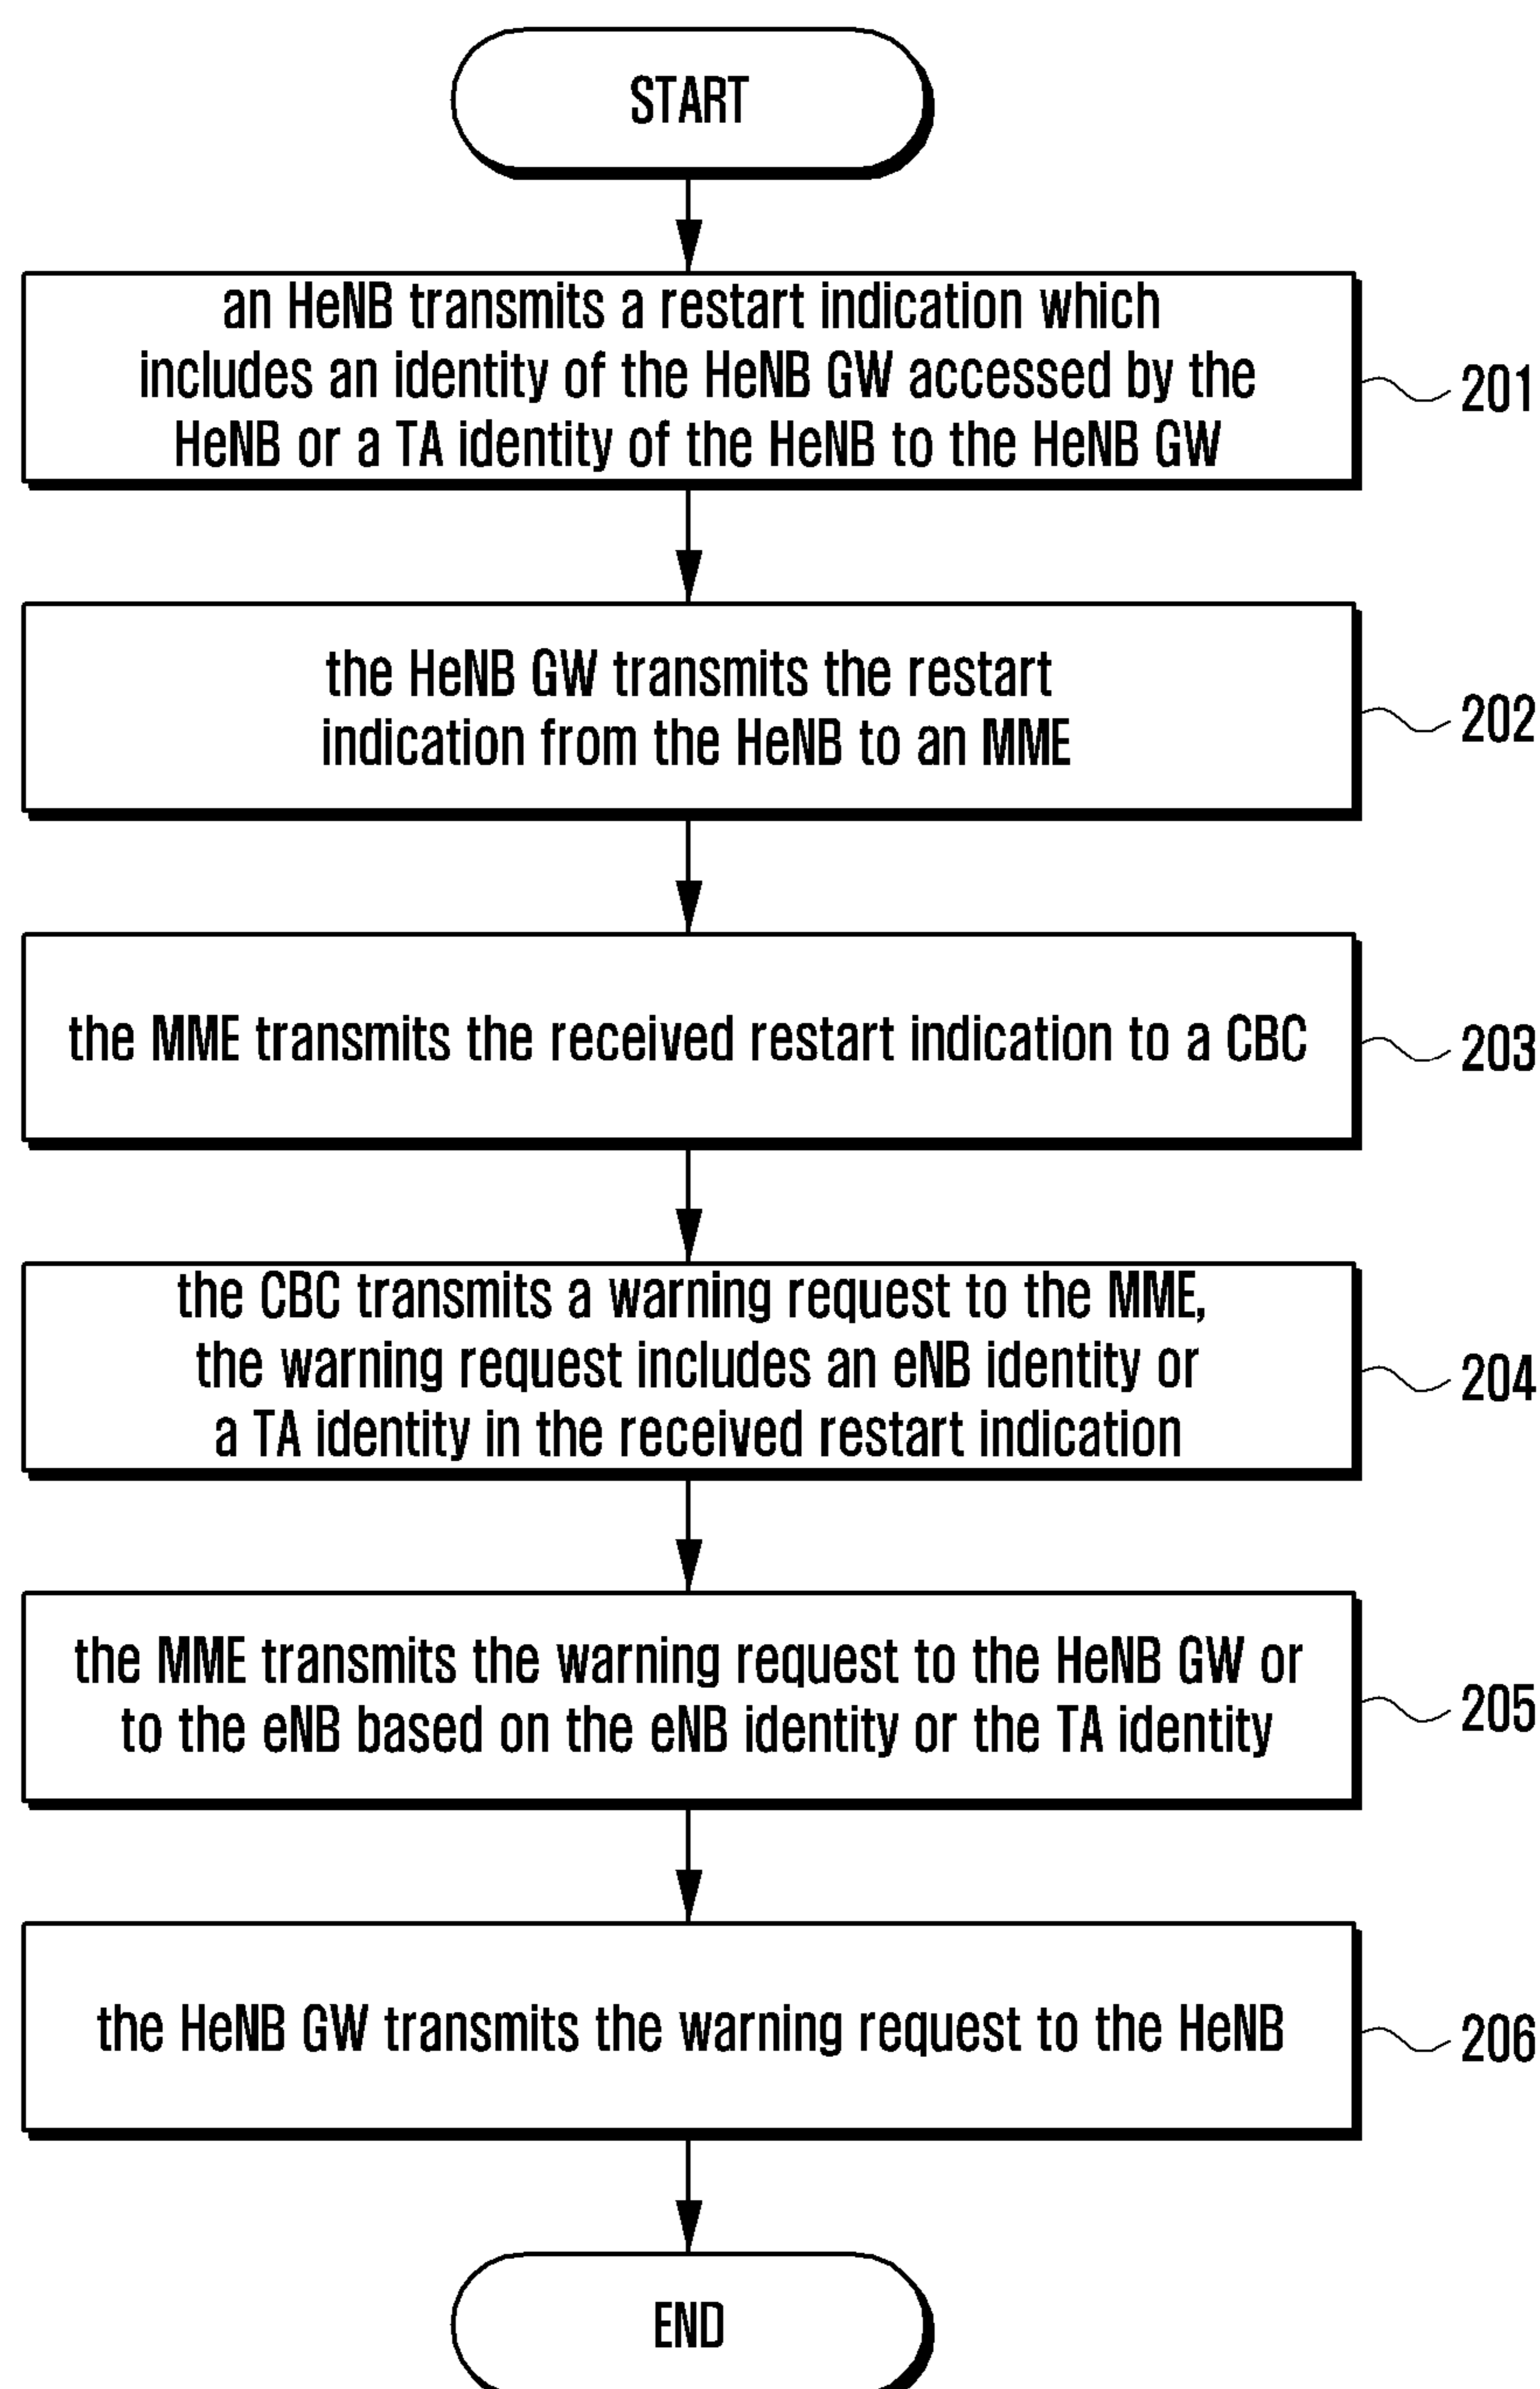 START
an HeNB transmits a restart indication which
includes an identity of the HeNB GW accessed by the
HeNB or a TA identity of the HeNB to the HeNB GW
201
the HeNB GW transmits the restart
indication from the HeNB to an MME
202
the MME transmits the received restart indication to a CBC
203
the CBC transmits a warning request to the MME,
the warning request includes an eNB identity or
a TA identity in the received restart indication
204
the MME transmits the warning request to the HeNB GW or
to the eNB based on the eNB identity or the TA identity
205
the HeNB GW transmits the warning request to the HeNB
206
END